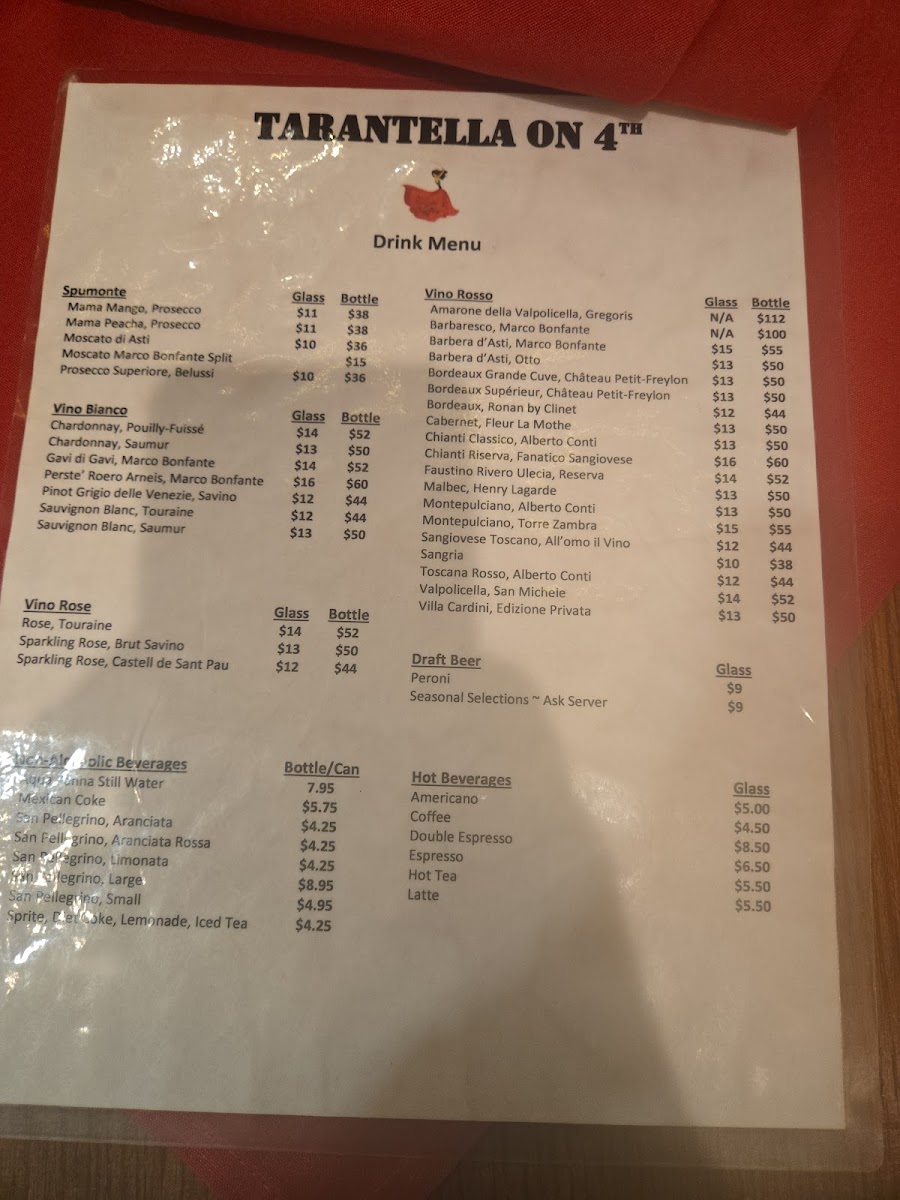 TARANTELLA ON 4TH
Drink Menu
Spumonte Glass Bottle
Mama Mango, Prosecco $11 $38
Mama Peacha, Prosecco $11 $38
Moscato di Asti $10 $36
Moscato Marco Bonfante Split $15
Prosecco Superiore, Belussi $10 $36
Vino Bianco Glass Bottle
Chardonnay, Pouilly-Fuissé $14 $52
Chardonnay, Saumur $13 $50
Gavi di Gavi, Marco Bonfante $14 $52
Perste' Roero Arneis, Marco Bonfante $16 $60
Pinot Grigio delle Venezie, Savino $12 $44
Sauvignon Blanc, Touraine $12 $44
Sauvignon Blanc, Saumur $13 $50
Vino Rose Glass Bottle
Rose, Touraine $14 $52
Sparkling Rose, Brut Savino $13 $50
Sparkling Rose, Castell de Sant Pau $12 $44
Non-Alcoholic Beverages Bottle/Can
Aqua Panna Still Water 7.95
Mexican Coke $5.75
San Pellegrino, Aranciata $4.25
San Pellegrino, Aranciata Rossa $4.25
San Pellegrino, Limonata $4.25
San Pellegrino, Large $8.95
San Pellegrino, Small $4.95
Sprite, Diet Coke, Lemonade, Iced Tea $4.25
Vino Rosso Glass Bottle
Amarone della Valpolicella, Gregoris N/A $112
Barbaresco, Marco Bonfante N/A $100
Barbera d'Asti, Marco Bonfante $15 $55
Barbera d'Asti, Otto $13 $50
Bordeaux Grande Cuve, Château Petit-Freylon $13 $50
Bordeaux Supérieur, Château Petit-Freylon $13 $50
Bordeaux, Ronan by Clinet $12 $44
Cabernet, Fleur La Mothe $13 $50
Chianti Classico, Alberto Conti $13 $50
Chianti Riserva, Fanatico Sangiovese $16 $60
Faustino Rivero Ulecia, Reserva $14 $52
Malbec, Henry Lagarde $13 $50
Montepulciano, Alberto Conti $13 $50
Montepulciano, Torre Zambra $15 $55
Sangiovese Toscano, All'omo il Vino $12 $44
Sangria $10 $38
Toscana Rosso, Alberto Conti $12 $44
Valpolicella, San Micheie $14 $52
Villa Cardini, Edizione Privata $13 $50
Draft Beer Glass
Peroni $9
Seasonal Selections ~ Ask Server $9
Hot Beverages Glass
Americano $5.00
Coffee $4.50
Double Espresso $8.50
Espresso $6.50
Hot Tea $5.50
Latte $5.50